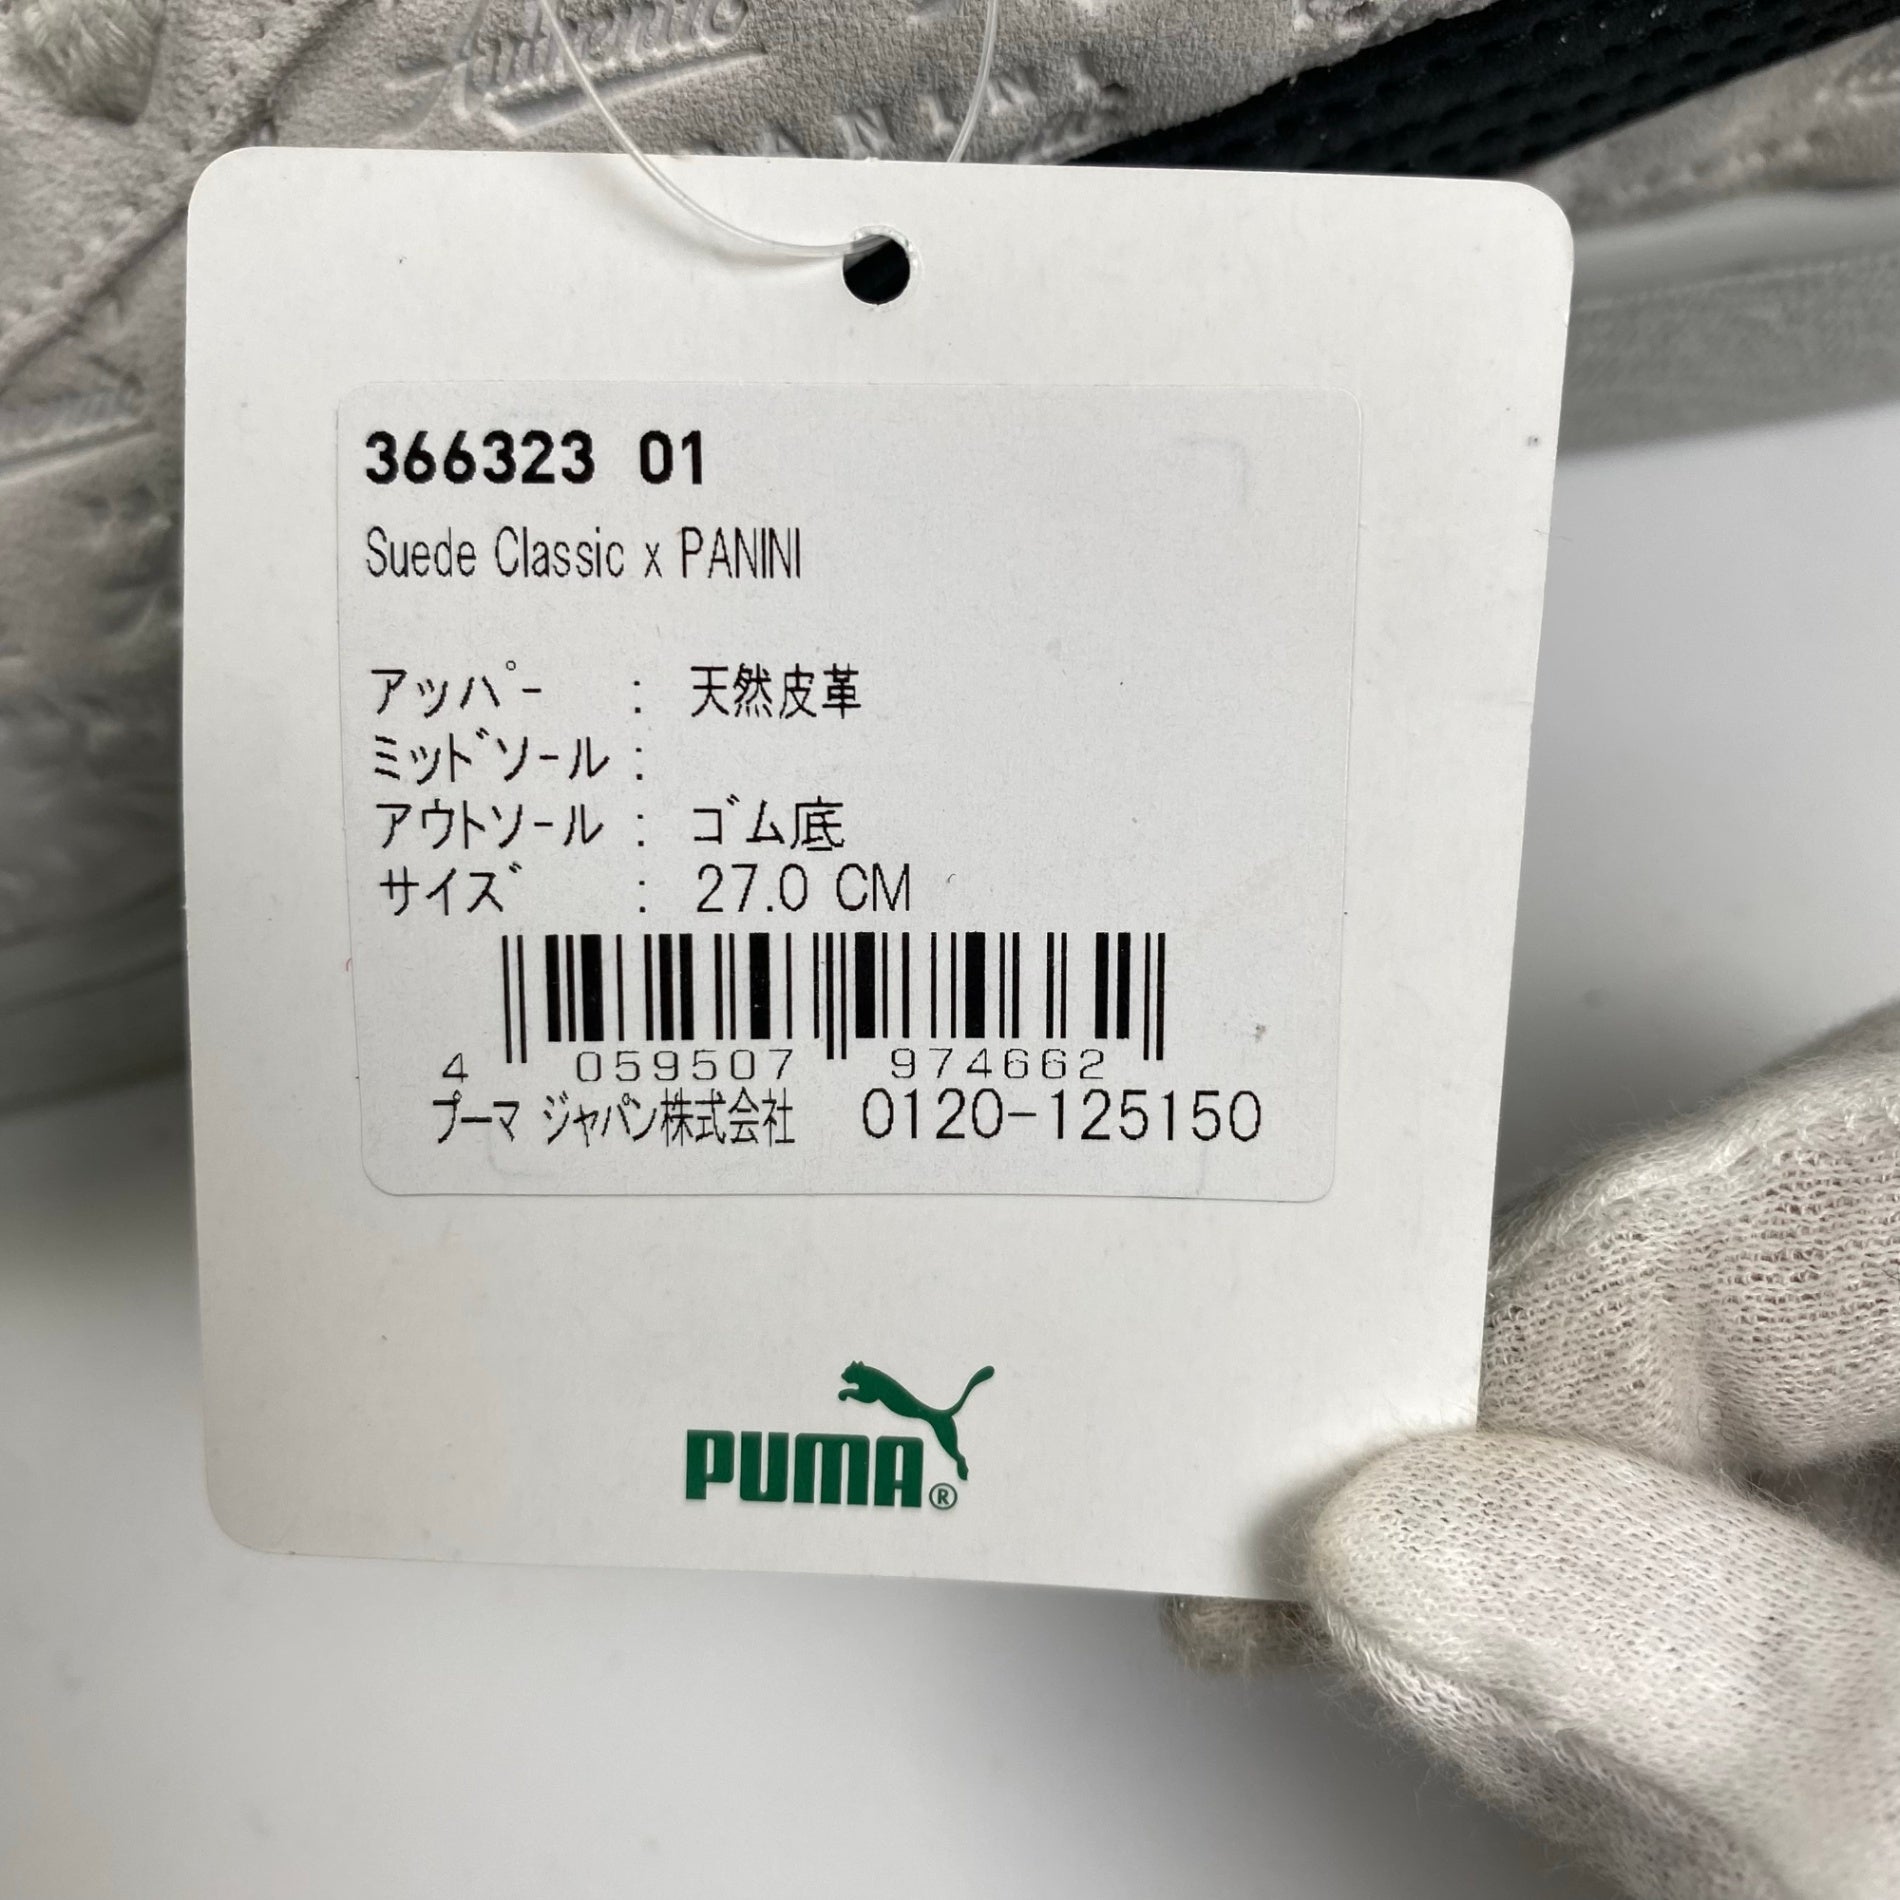 Authentic
PANINI
366323 01
Suede Classic x PANINI
アッパー : 天然皮革
ミッドソール :
アウトソール : ゴム底
サイズ : 27.0 CM
4 059507 974662
プーマ ジャパン株式会社 0120-125150
PUMA®